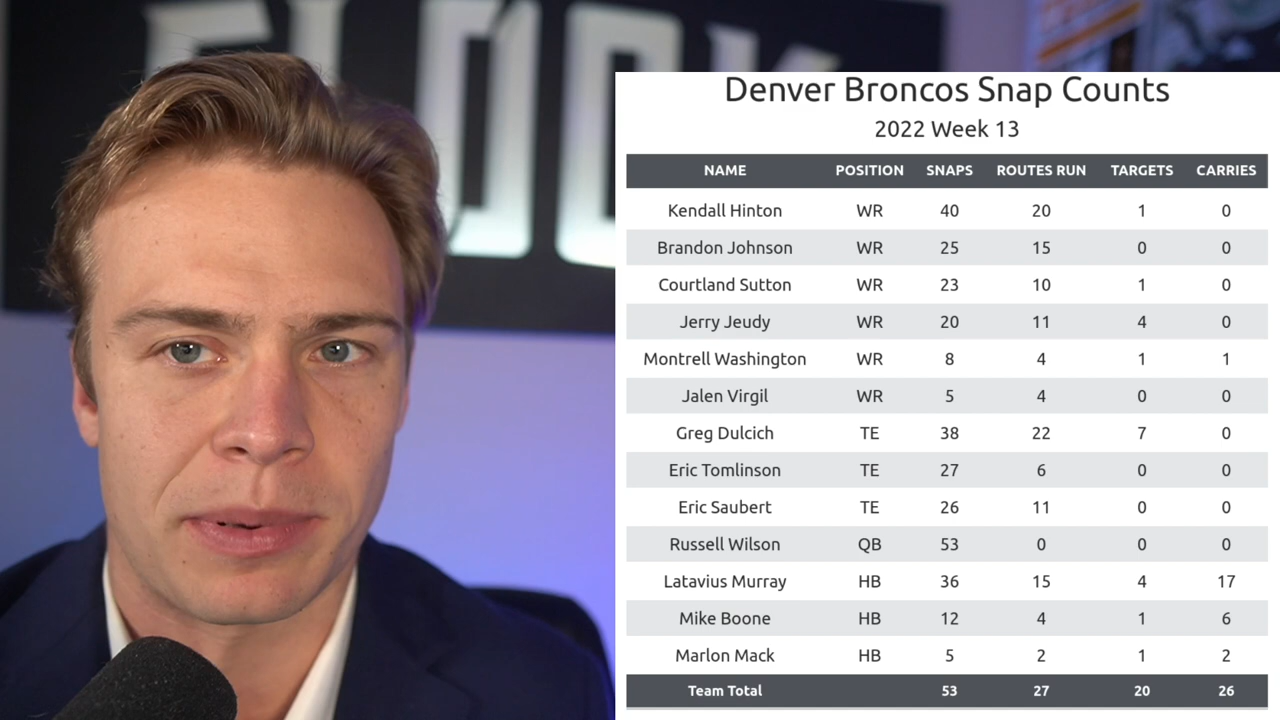 Denver Broncos Snap Counts
2022 Week 13
NAME POSITION SNAPS ROUTES RUN TARGETS CARRIES
Kendall Hinton WR 40 20 1 0
Brandon Johnson WR 25 15 0 0
Courtland Sutton WR 23 10 1 0
Jerry Jeudy WR 20 11 4 0
Montrell Washington WR 8 4 1 1
Jalen Virgil WR 5 4 0 0
Greg Dulcich TE 38 22 7 0
Eric Tomlinson TE 27 6 0 0
Eric Saubert TE 26 11 0 0
Russell Wilson QB 53 0 0 0
Latavius Murray HB 36 15 4 17
Mike Boone HB 12 4 1 6
Marlon Mack HB 5 2 1 2
Team Total 53 27 20 26